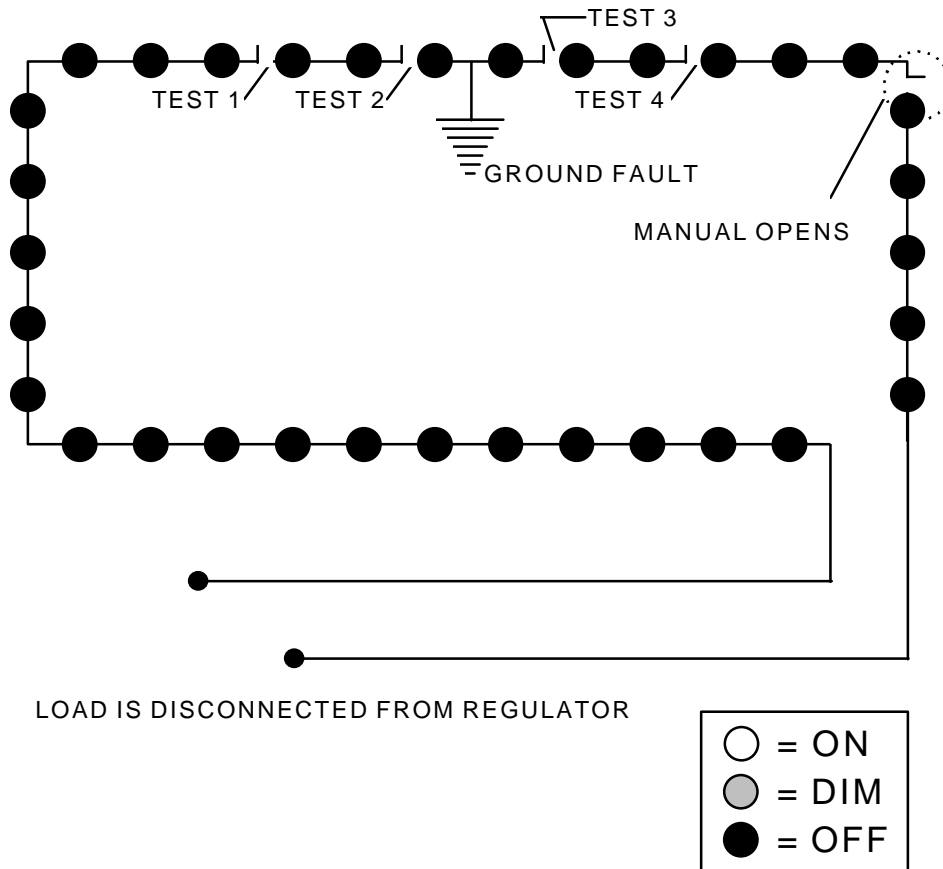 TEST 3
TEST 1
TEST 2
TEST 4
GROUND FAULT
MANUAL OPENS
LOAD IS DISCONNECTED FROM REGULATOR
= ON
= DIM
= OFF